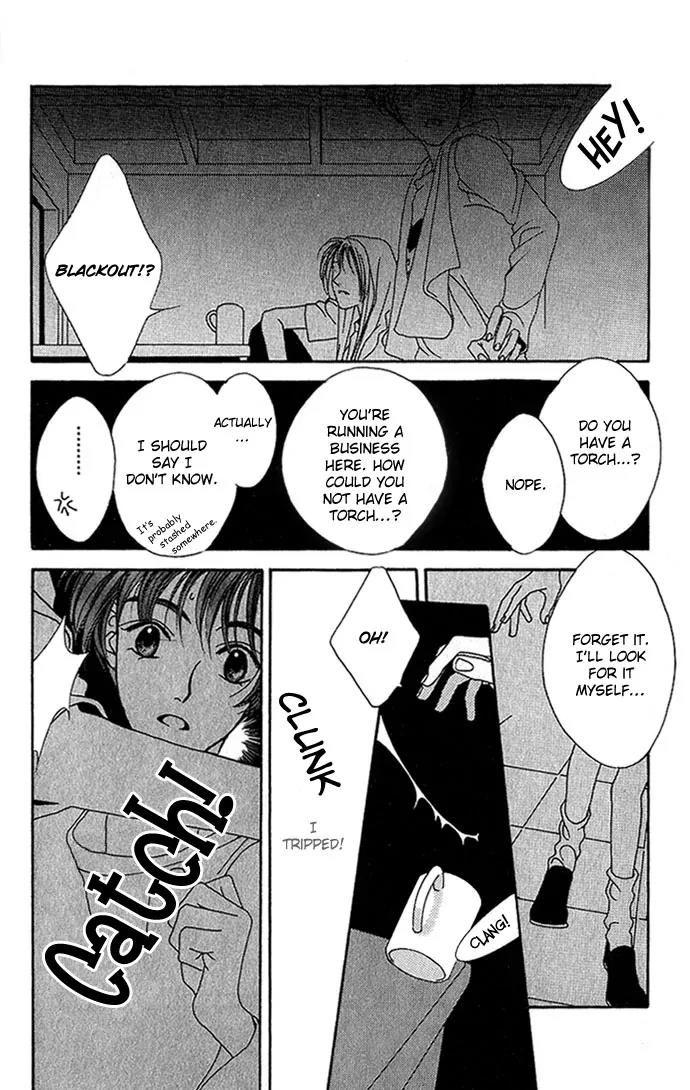 HEY!
BLACKOUT!?
DO YOU
HAVE A
TORCH...?
NOPE.
YOU'RE
RUNNING A
BUSINESS
HERE. HOW
COULD YOU
NOT HAVE A
TORCH...?
ACTUALLY
...
I SHOULD
SAY I
DON'T KNOW.
It's
probably
stashed
somewhere.
.........
FORGET IT.
I'LL LOOK
FOR IT
MYSELF...
OH!
CLANG!
CLUNK
I
TRIPPED!
Catch!